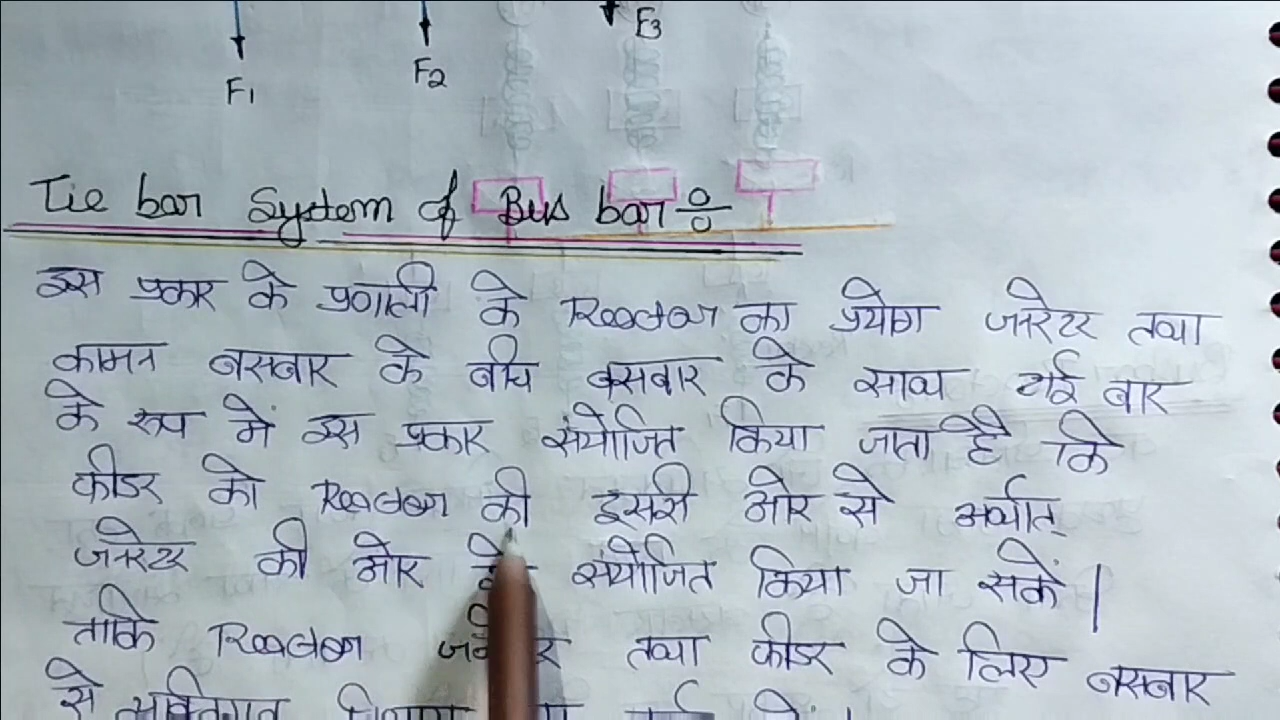 F1 F2 F3
Tie bar System of Bus bar ÷
इस प्रकार के प्रणाली के Reactor का प्रयोग जनरेटर तथा
कामन बसबार के बीच बसबार के साथ टाई बार
के रूप में इस प्रकार संयोजित किया जाता है कि
फीडर को Reactor की दुसरी ओर से अर्थात्
जनरेटर की ओर संयोजित किया जा सकें |
ताकि Reactor तथा फीडर के लिए बसबार
से